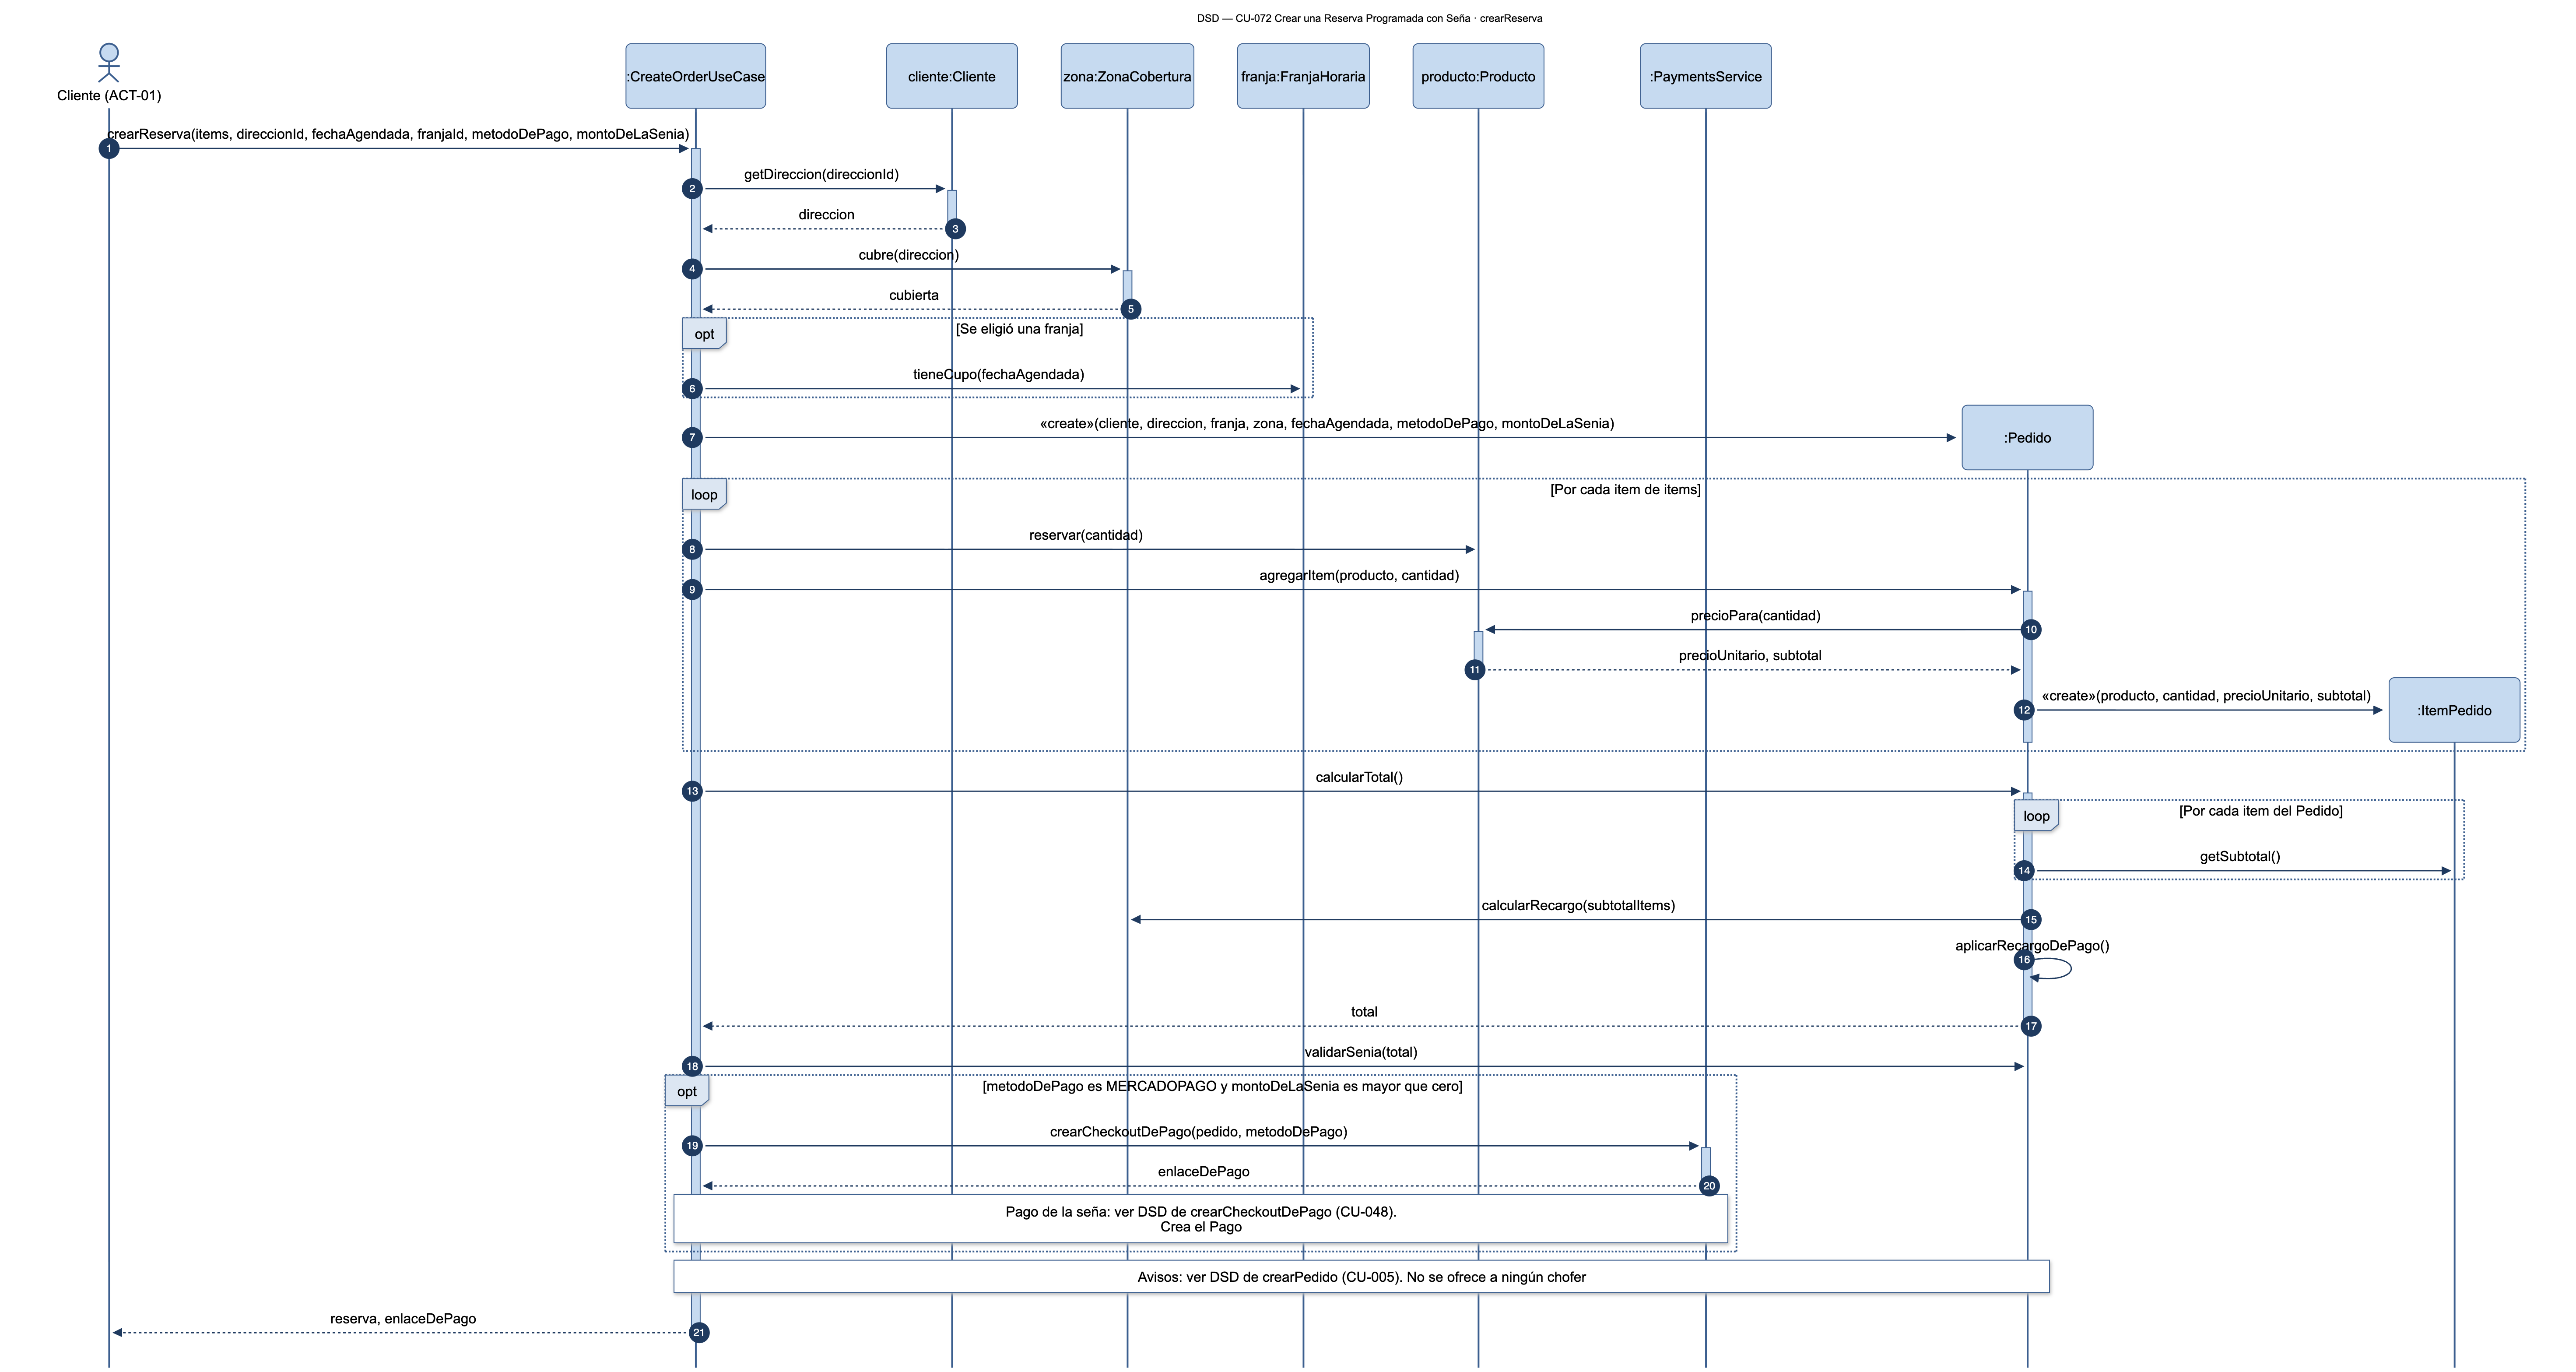 DSD — CU-072 Crear una Reserva Programada con Seña · crearReserva
Cliente (ACT-01)
:CreateOrderUseCase
cliente:Cliente
zona:ZonaCobertura
franja:FranjaHoraria
producto:Producto
:PaymentsService
crearReserva(items, direccionId, fechaAgendada, franjaId, metodoDePago, montoDeLaSenia)
1
getDireccion(direccionId)
2
direccion
3
cubre(direccion)
4
cubierta
5
opt
[Se eligió una franja]
tieneCupo(fechaAgendada)
6
«create»(cliente, direccion, franja, zona, fechaAgendada, metodoDePago, montoDeLaSenia)
7
:Pedido
loop
[Por cada item de items]
reservar(cantidad)
8
agregarItem(producto, cantidad)
9
precioPara(cantidad)
10
precioUnitario, subtotal
11
«create»(producto, cantidad, precioUnitario, subtotal)
12
:ItemPedido
calcularTotal()
13
loop
[Por cada item del Pedido]
getSubtotal()
14
calcularRecargo(subtotalItems)
15
aplicarRecargoDePago()
16
total
17
validarSenia(total)
18
opt
[metodoDePago es MERCADOPAGO y montoDeLaSenia es mayor que cero]
crearCheckoutDePago(pedido, metodoDePago)
19
enlaceDePago
20
Pago de la seña: ver DSD de crearCheckoutDePago (CU-048).
Crea el Pago
Avisos: ver DSD de crearPedido (CU-005). No se ofrece a ningún chofer
reserva, enlaceDePago
21